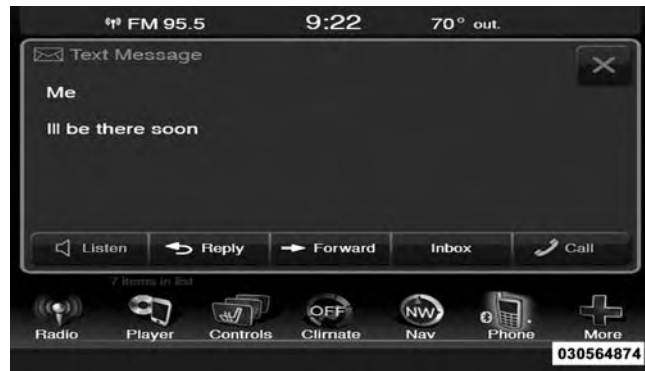 FM 95.5 9:22 70° out.
Text Message
Me
Ill be there soon
Listen Reply Forward Inbox Call
7 items in list
OFF NW
Radio Player Controls Climate Nav Phone More
030564874